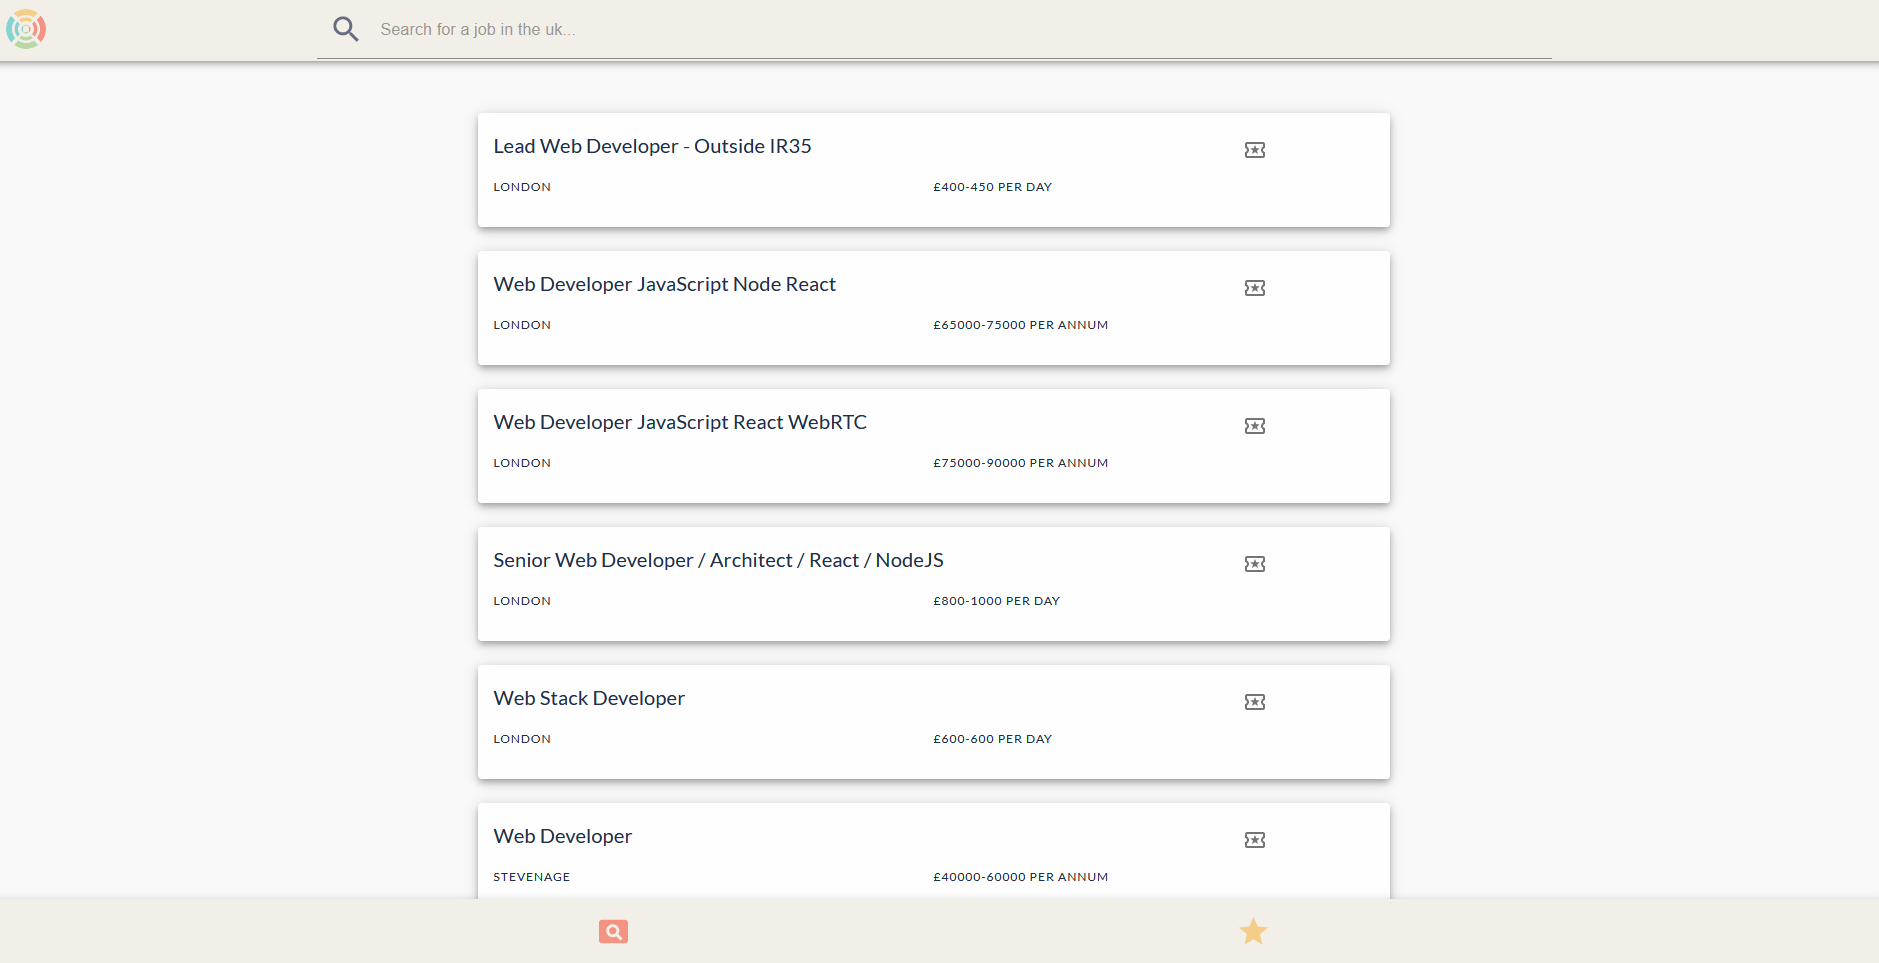 Search for a job in the uk...
Lead Web Developer - Outside IR35
LONDON
£400-450 PER DAY
Web Developer JavaScript Node React
LONDON
£65000-75000 PER ANNUM
Web Developer JavaScript React WebRTC
LONDON
£75000-90000 PER ANNUM
Senior Web Developer / Architect / React / NodeJS
LONDON
£800-1000 PER DAY
Web Stack Developer
LONDON
£600-600 PER DAY
Web Developer
STEVENAGE
£40000-60000 PER ANNUM